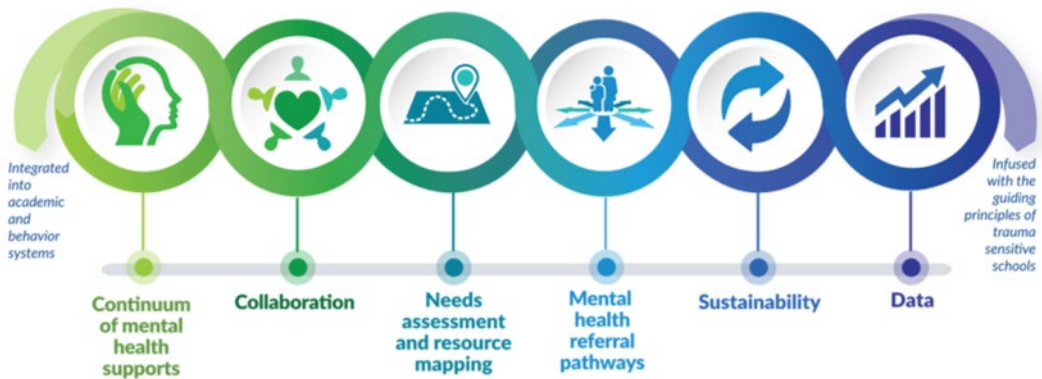 Integrated
into
academic
and
behavior
systems
Continuum
of mental
health
supports
Collaboration
Needs
assessment
and resource
mapping
Mental
health
referral
pathways
Sustainability
Data
Infused
with the
guiding
principles of
trauma
sensitive
schools